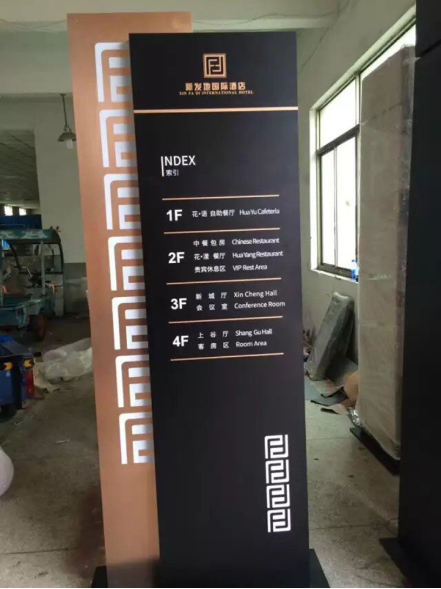 新发地国际酒店
XIN FA DI INTERNATIONAL HOTEL
INDEX
索引
1F 花·语 自助餐厅 Hua Yu Cafeteria
中餐包房 Chinese Restaurant
2F 花·漾 餐厅 Hua Yang Restaurant
贵宾休息区 VIP Rest Area
3F 新城厅 Xin Cheng Hall
会议室 Conference Room
4F 上谷厅 Shang Gu Hall
客房区 Room Area